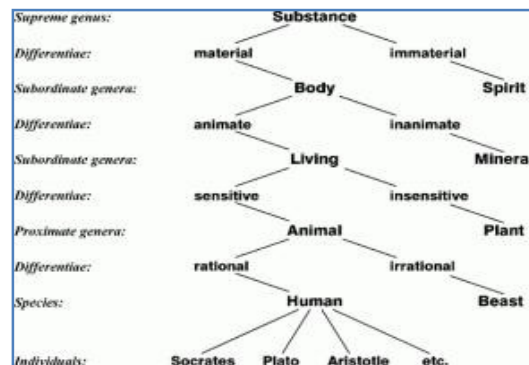 Supreme genus: Substance
Differentiae: material immaterial
Subordinate genera: Body Spirit
Differentiae: animate inanimate
Subordinate genera: Living Minera
Differentiae: sensitive insensitive
Proximate genera: Animal Plant
Differentiae: rational irrational
Species: Human Beast
Individuals: Socrates Plato Aristotle etc.